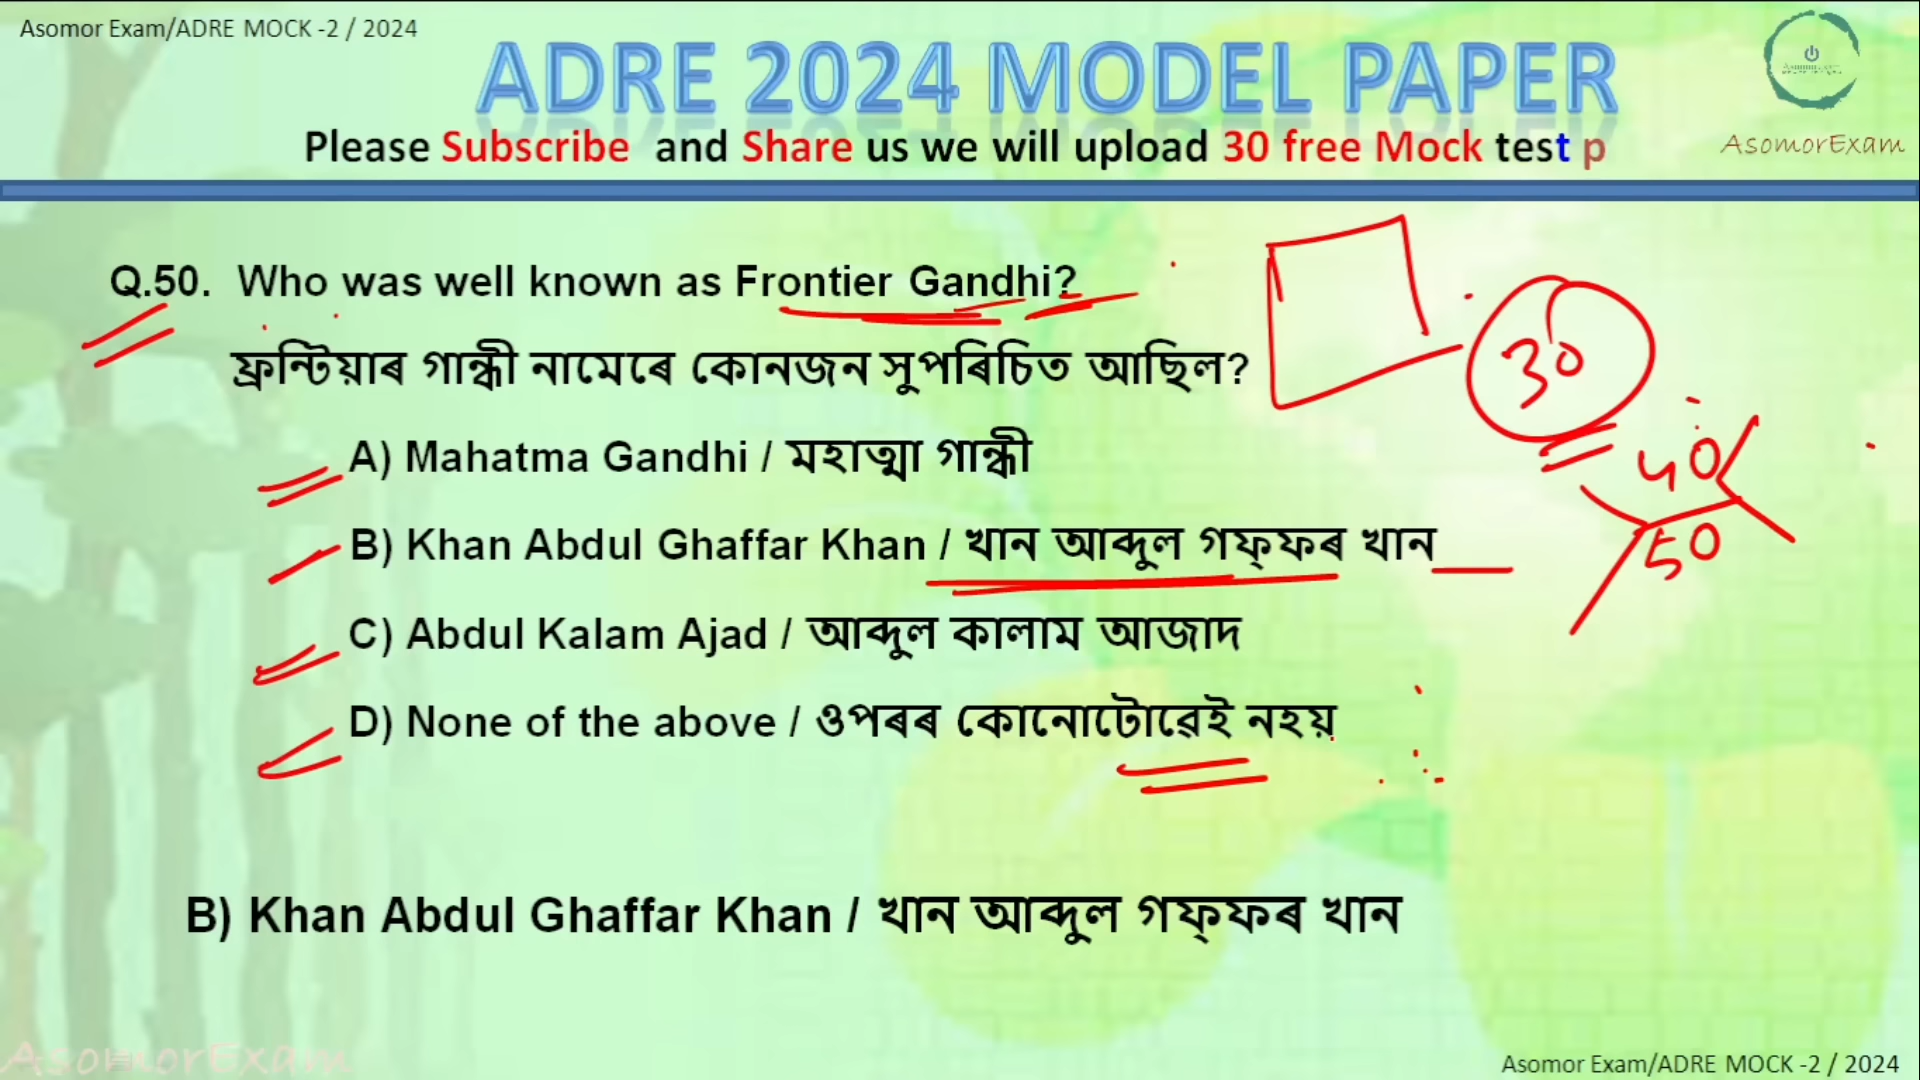 Asomor Exam/ADRE MOCK -2 / 2024
ADRE 2024 MODEL PAPER
Please Subscribe and Share us we will upload 30 free Mock test p
AsomorExam
Q.50. Who was well known as Frontier Gandhi?
ফ্ৰন্টিয়াৰ গান্ধী নামেৰে কোনজন সুপৰিচিত আছিল?
A) Mahatma Gandhi / মহাত্মা গান্ধী
B) Khan Abdul Ghaffar Khan / খান আব্দুল গফ্ফৰ খান
C) Abdul Kalam Ajad / আব্দুল কালাম আজাদ
D) None of the above / ওপৰৰ কোনোটোৱেই নহয়
30
40
50
B) Khan Abdul Ghaffar Khan / খান আব্দুল গফ্ফৰ খান
AsomorExam
Asomor Exam/ADRE MOCK -2 / 2024